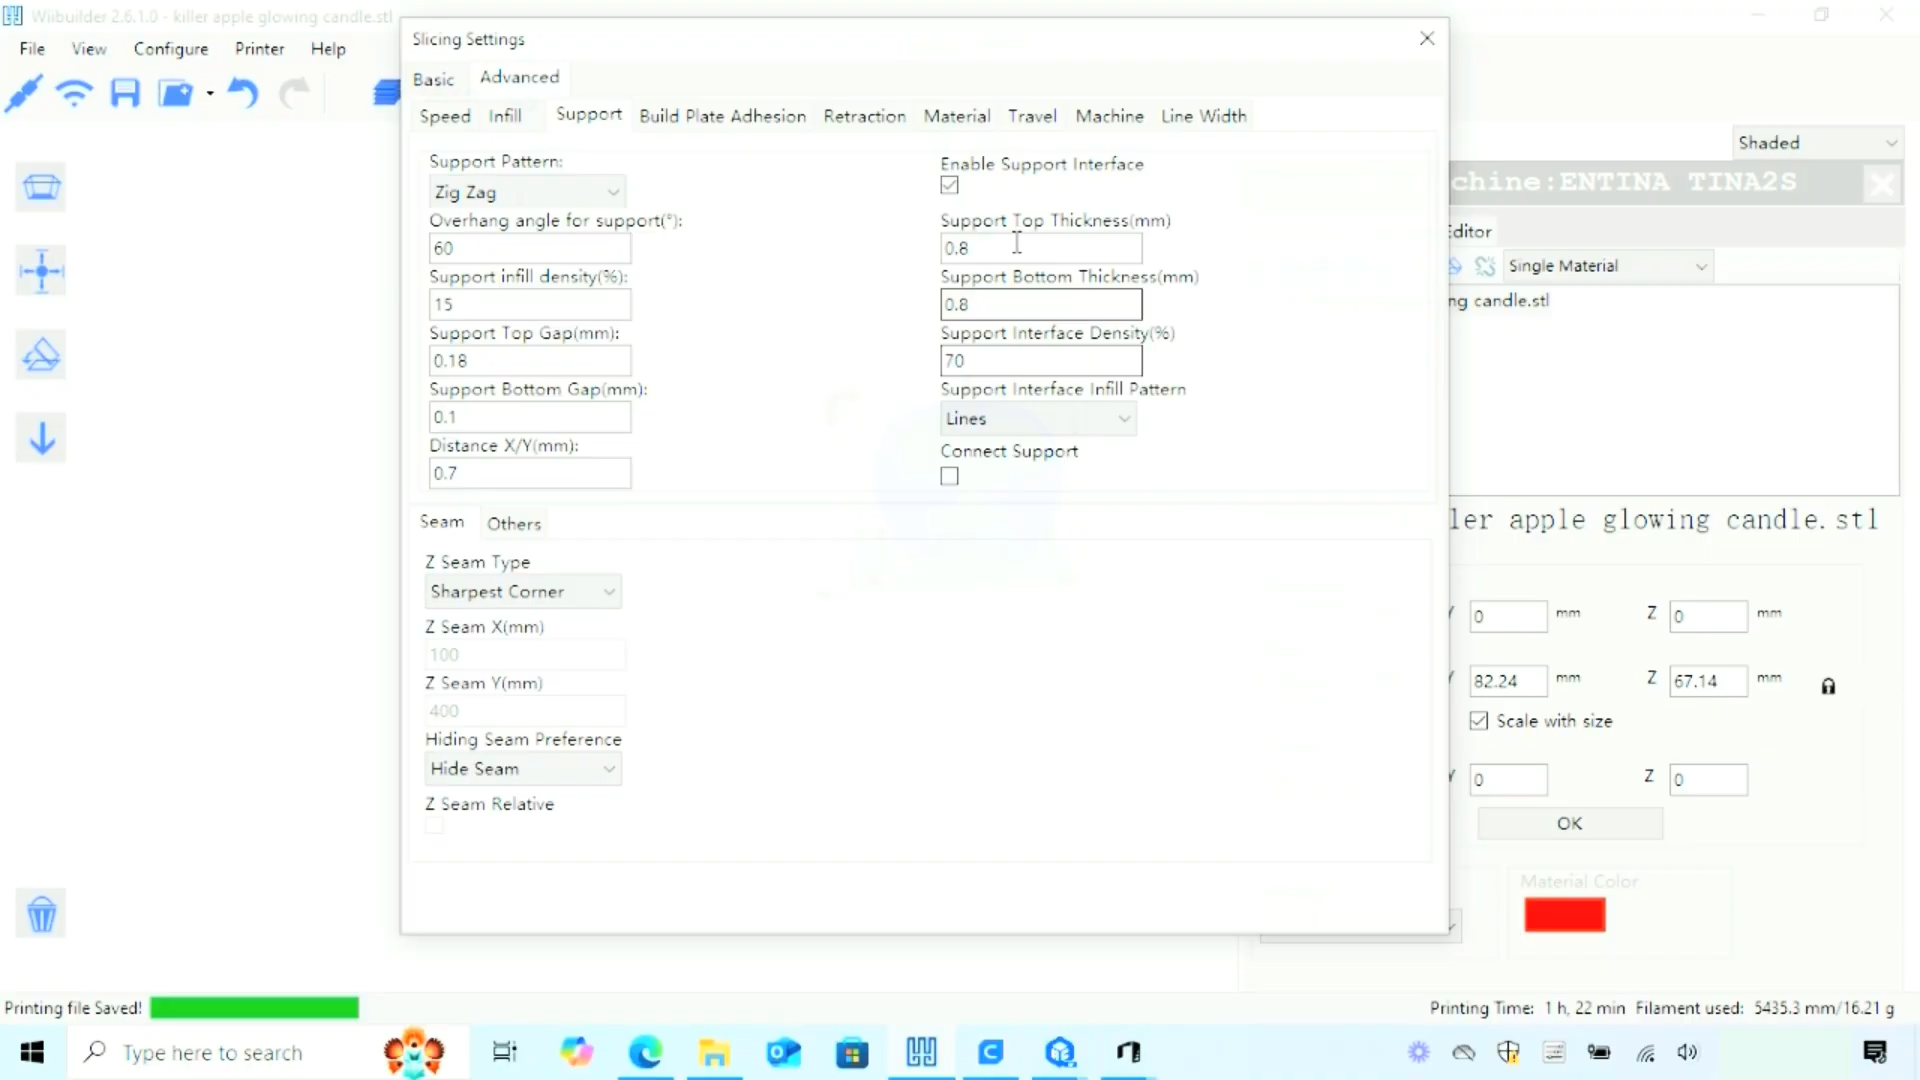 Wiibuilder 2.6.1.0 - killer apple glowing candle.stl
File View Configure Printer Help
Slicing Settings
Basic Advanced
Speed Infill Support Build Plate Adhesion Retraction Material Travel Machine Line Width
Support Pattern:
Zig Zag
Overhang angle for support(°):
60
Support infill density(%):
15
Support Top Gap(mm):
0.18
Support Bottom Gap(mm):
0.1
Distance X/Y(mm):
0.7
Enable Support Interface
Support Top Thickness(mm)
0.8
Support Bottom Thickness(mm)
0.8
Support Interface Density(%)
70
Support Interface Infill Pattern
Lines
Connect Support
Seam Others
Z Seam Type
Sharpest Corner
Z Seam X(mm)
100
Z Seam Y(mm)
400
Hiding Seam Preference
Hide Seam
Z Seam Relative
Shaded
chine:ENTINA TINA2S
Editor
Single Material
ng candle.stl
ler apple glowing candle.stl
Y 0 mm Z 0 mm
Y 82.24 mm Z 67.14 mm
Scale with size
Y 0 Z 0
OK
Material Color
Printing file Saved!
Printing Time: 1 h, 22 min Filament used: 5435.3 mm/16.21 g
Type here to search